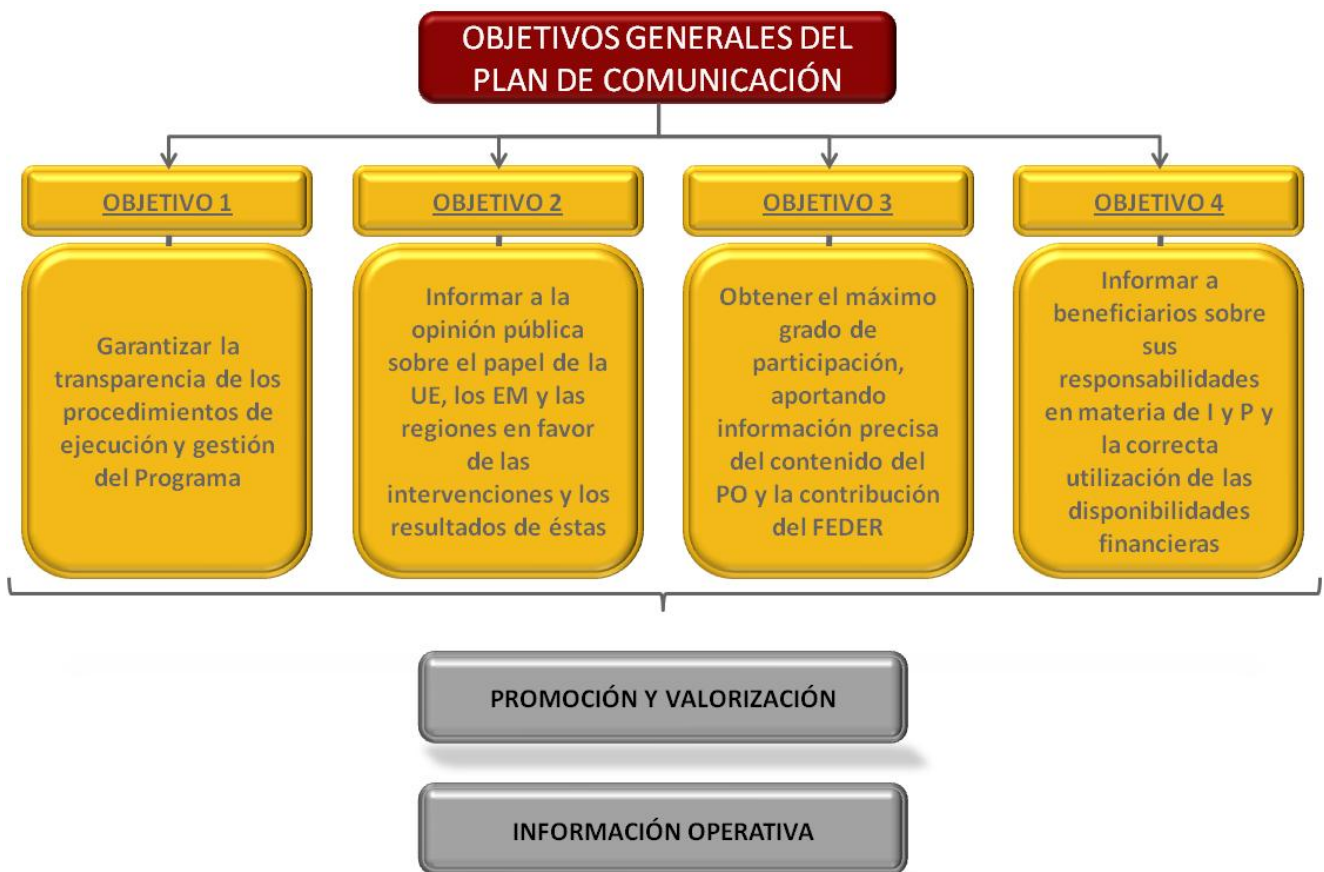 OBJETIVOS GENERALES DEL
PLAN DE COMUNICACIÓN
OBJETIVO 1
Garantizar la
transparencia de los
procedimientos de
ejecución y gestión
del Programa
OBJETIVO 2
Informar a la
opinión pública
sobre el papel de la
UE, los EM y las
regiones en favor
de las
intervenciones y los
resultados de éstas
OBJETIVO 3
Obtener el máximo
grado de
participación,
aportando
información precisa
del contenido del
PO y la contribución
del FEDER
OBJETIVO 4
Informar a
beneficiarios sobre
sus
responsabilidades
en materia de I y P y
la correcta
utilización de las
disponibilidades
financieras
PROMOCIÓN Y VALORIZACIÓN
INFORMACIÓN OPERATIVA